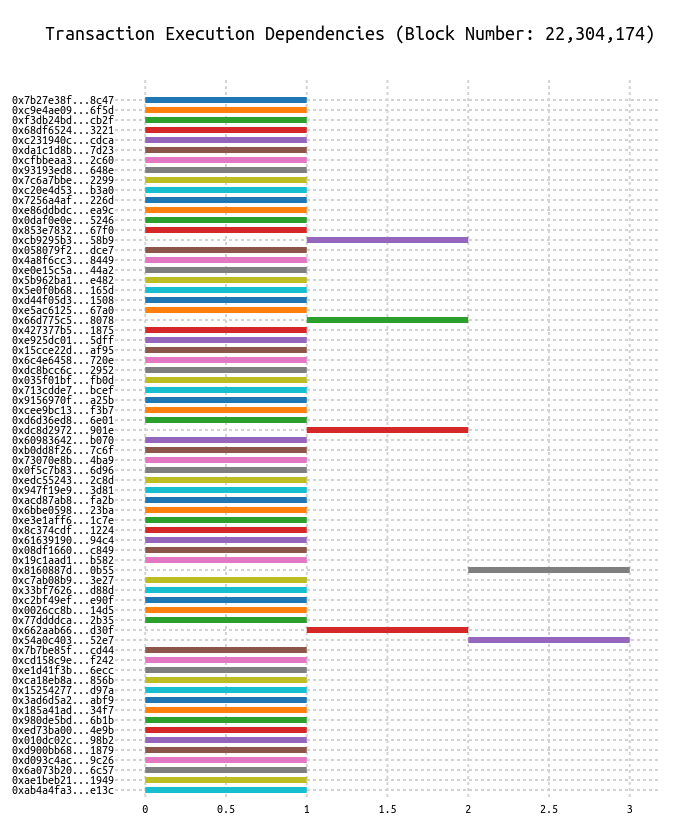 Transaction Execution Dependencies (Block Number: 22,304,174)
0x7b27e38f...8c47
0xc9e4ae09...6f5d
0xf3db24bd...cb2f
0x68df6524...3221
0xc231940c...cdca
0xda1c1d8b...7d23
0xcfbbeaa3...2c60
0x93193ed8...648e
0x7c6a7bbe...2299
0xc20e4d53...b3a0
0x7256a4af...226d
0xe86ddbdc...ea9c
0x0daf0e0e...5246
0x853e7832...67f0
0xcb9295b3...58b9
0x058079f2...dce7
0x4a8f6cc3...8449
0xe0e15c5a...44a2
0x5b962ba1...e482
0x5e0f0b68...165d
0xd44f05d3...1508
0xe5ac6125...67a0
0x66d775c5...8078
0x427377b5...1875
0xe925dc01...5dff
0x15cce22d...af95
0x6c4e6458...720e
0xdc8bcc6c...2952
0x035f01bf...fb0d
0x713cdde7...bcef
0x9156970f...a25b
0xcee9bc13...f3b7
0xd6d36ed8...6e01
0xdc8d2972...901e
0x60983642...b070
0xb0dd8f26...7c6f
0x73070e8b...4ba9
0x0f5c7b83...6d96
0xedc55243...2c8d
0x947f19e9...3d81
0xacd87ab8...fa2b
0x6bbe0598...23ba
0xe3e1aff6...1c7e
0x8c374cdf...1224
0x61639190...94c4
0x08df1660...c849
0x19c1aad1...b582
0x8160887d...0b55
0xc7ab08b9...3e27
0x33bf7626...d88d
0xc2bf49ef...e90f
0x0026cc8b...14d5
0x77ddddca...2b35
0x662aab66...d30f
0x54a0c403...52e7
0x7b7be85f...cd44
0xcd158c9e...f242
0xe1d41f3b...6ecc
0xca18eb8a...856b
0x15254277...d97a
0x3ad6d5a2...abf9
0x185a41ad...34f7
0x980de5bd...6b1b
0xed73ba00...4e9b
0x010dc02c...98b2
0xd900bb68...1879
0xd093c4ac...9c26
0x6a073b20...6c57
0xae1beb21...1949
0xab4a4fa3...e13c
0 0.5 1 1.5 2 2.5 3